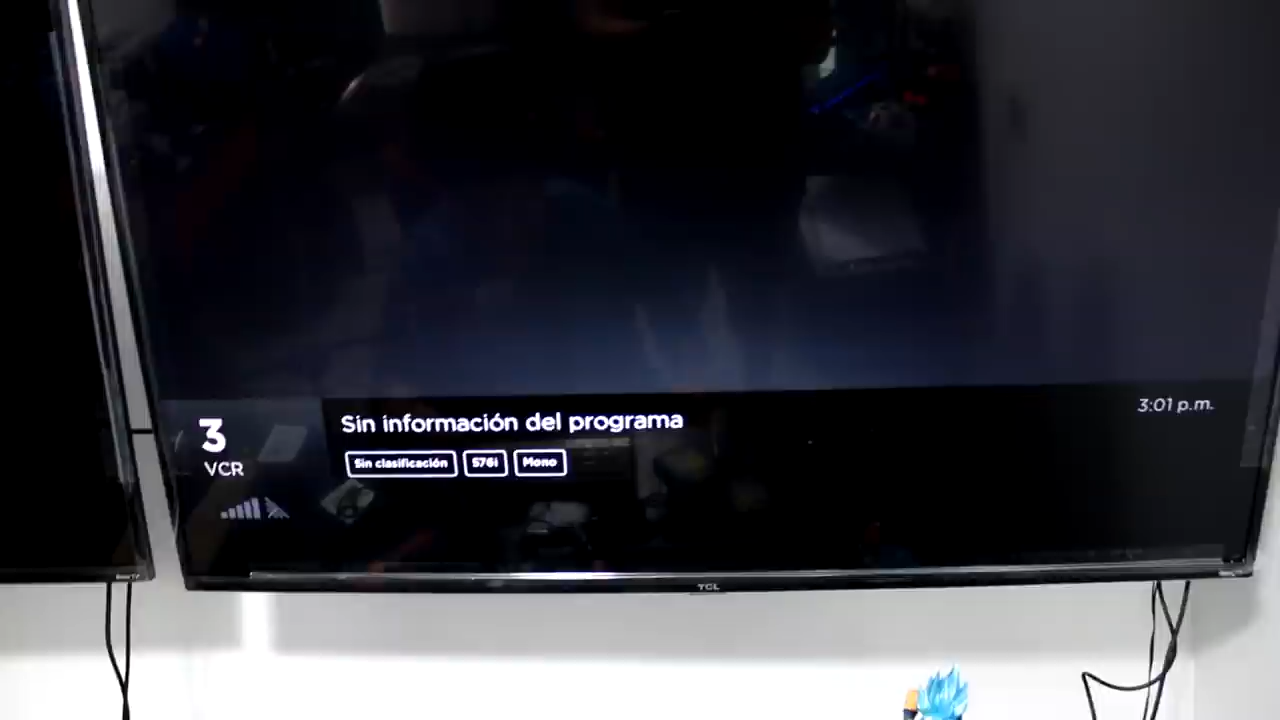 3
VCR
Sin información del programa
Sin clasificación
576i
Mono
3:01 p.m.
TCL